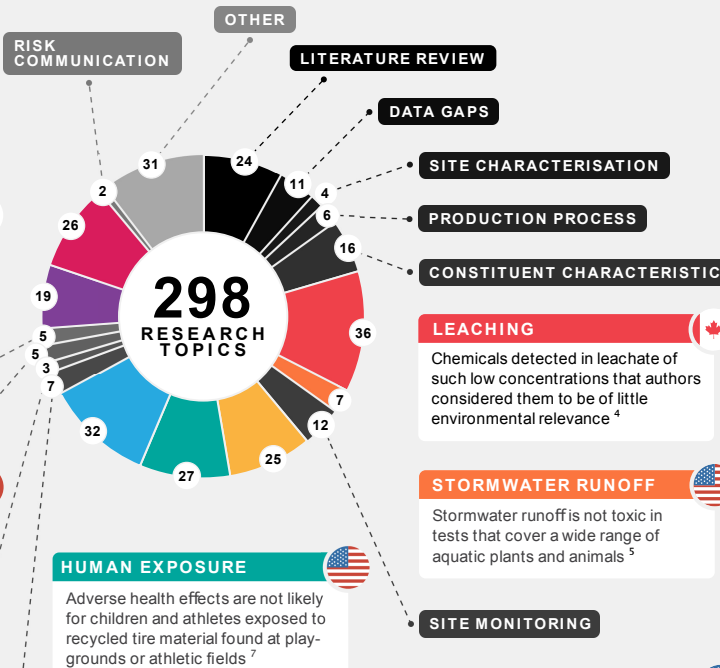 OTHER
RISK
COMMUNICATION
LITERATURE REVIEW
DATA GAPS
SITE CHARACTERISATION
PRODUCTION PROCESS
CONSTITUENT CHARACTERISTIC
31
24
11
4
6
16
36
7
12
25
27
32
7
3
5
5
19
26
2
298
RESEARCH
TOPICS
LEACHING
Chemicals detected in leachate of
such low concentrations that authors
considered them to be of little
environmental relevance 4
STORMWATER RUNOFF
Stormwater runoff is not toxic in
tests that cover a wide range of
aquatic plants and animals 5
HUMAN EXPOSURE
Adverse health effects are not likely
for children and athletes exposed to
recycled tire material found at play-
grounds or athletic fields 7
SITE MONITORING